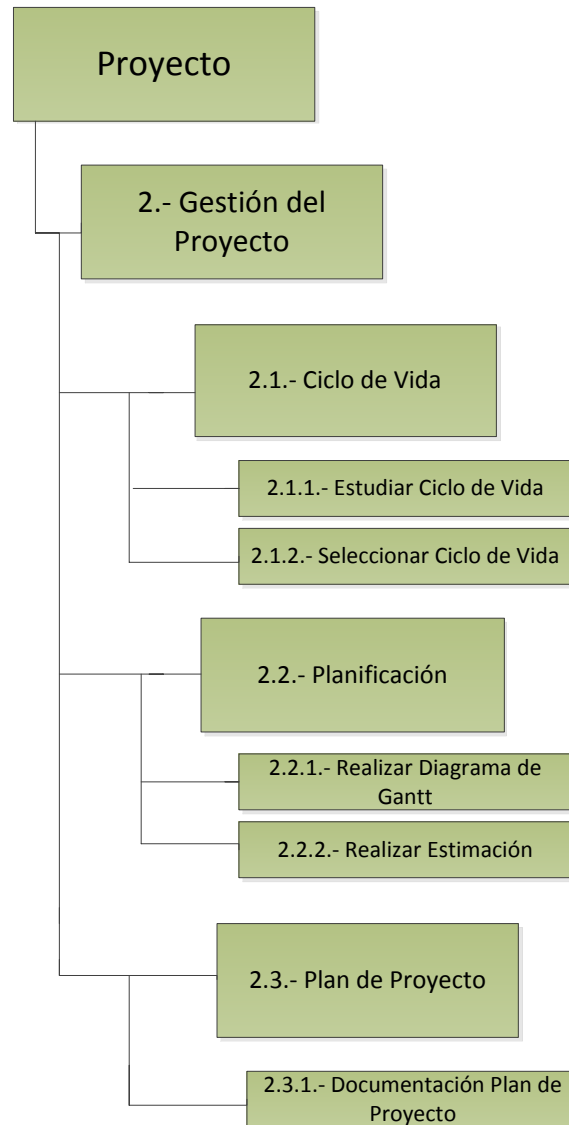 Proyecto
2.- Gestión del
Proyecto
2.1.- Ciclo de Vida
2.1.1.- Estudiar Ciclo de Vida
2.1.2.- Seleccionar Ciclo de Vida
2.2.- Planificación
2.2.1.- Realizar Diagrama de
Gantt
2.2.2.- Realizar Estimación
2.3.- Plan de Proyecto
2.3.1.- Documentación Plan de
Proyecto